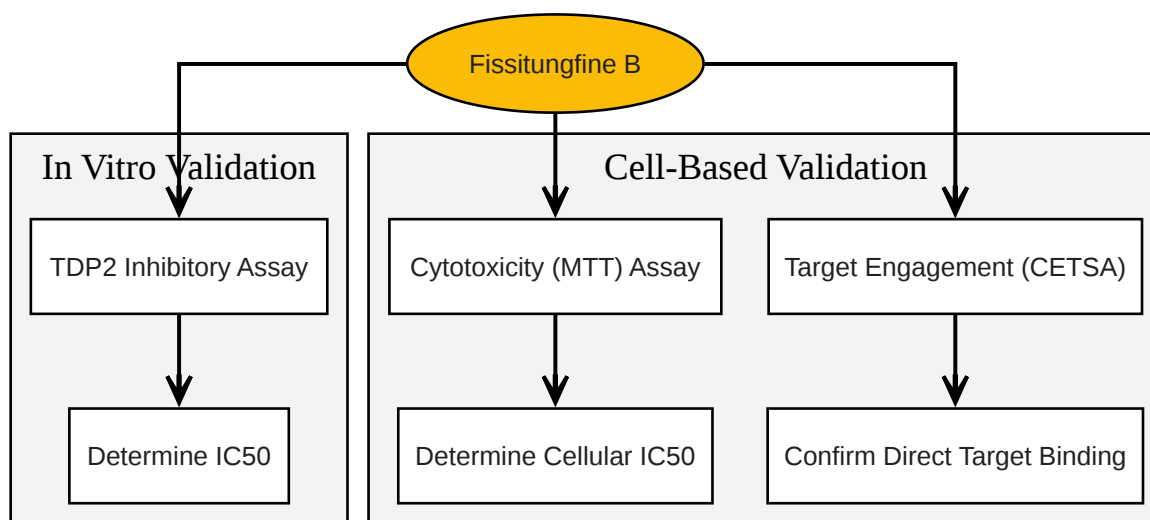 Fissitungfine B
In Vitro Validation
Cell-Based Validation
TDP2 Inhibitory Assay
Cytotoxicity (MTT) Assay
Target Engagement (CETSA)
Determine IC50
Determine Cellular IC50
Confirm Direct Target Binding